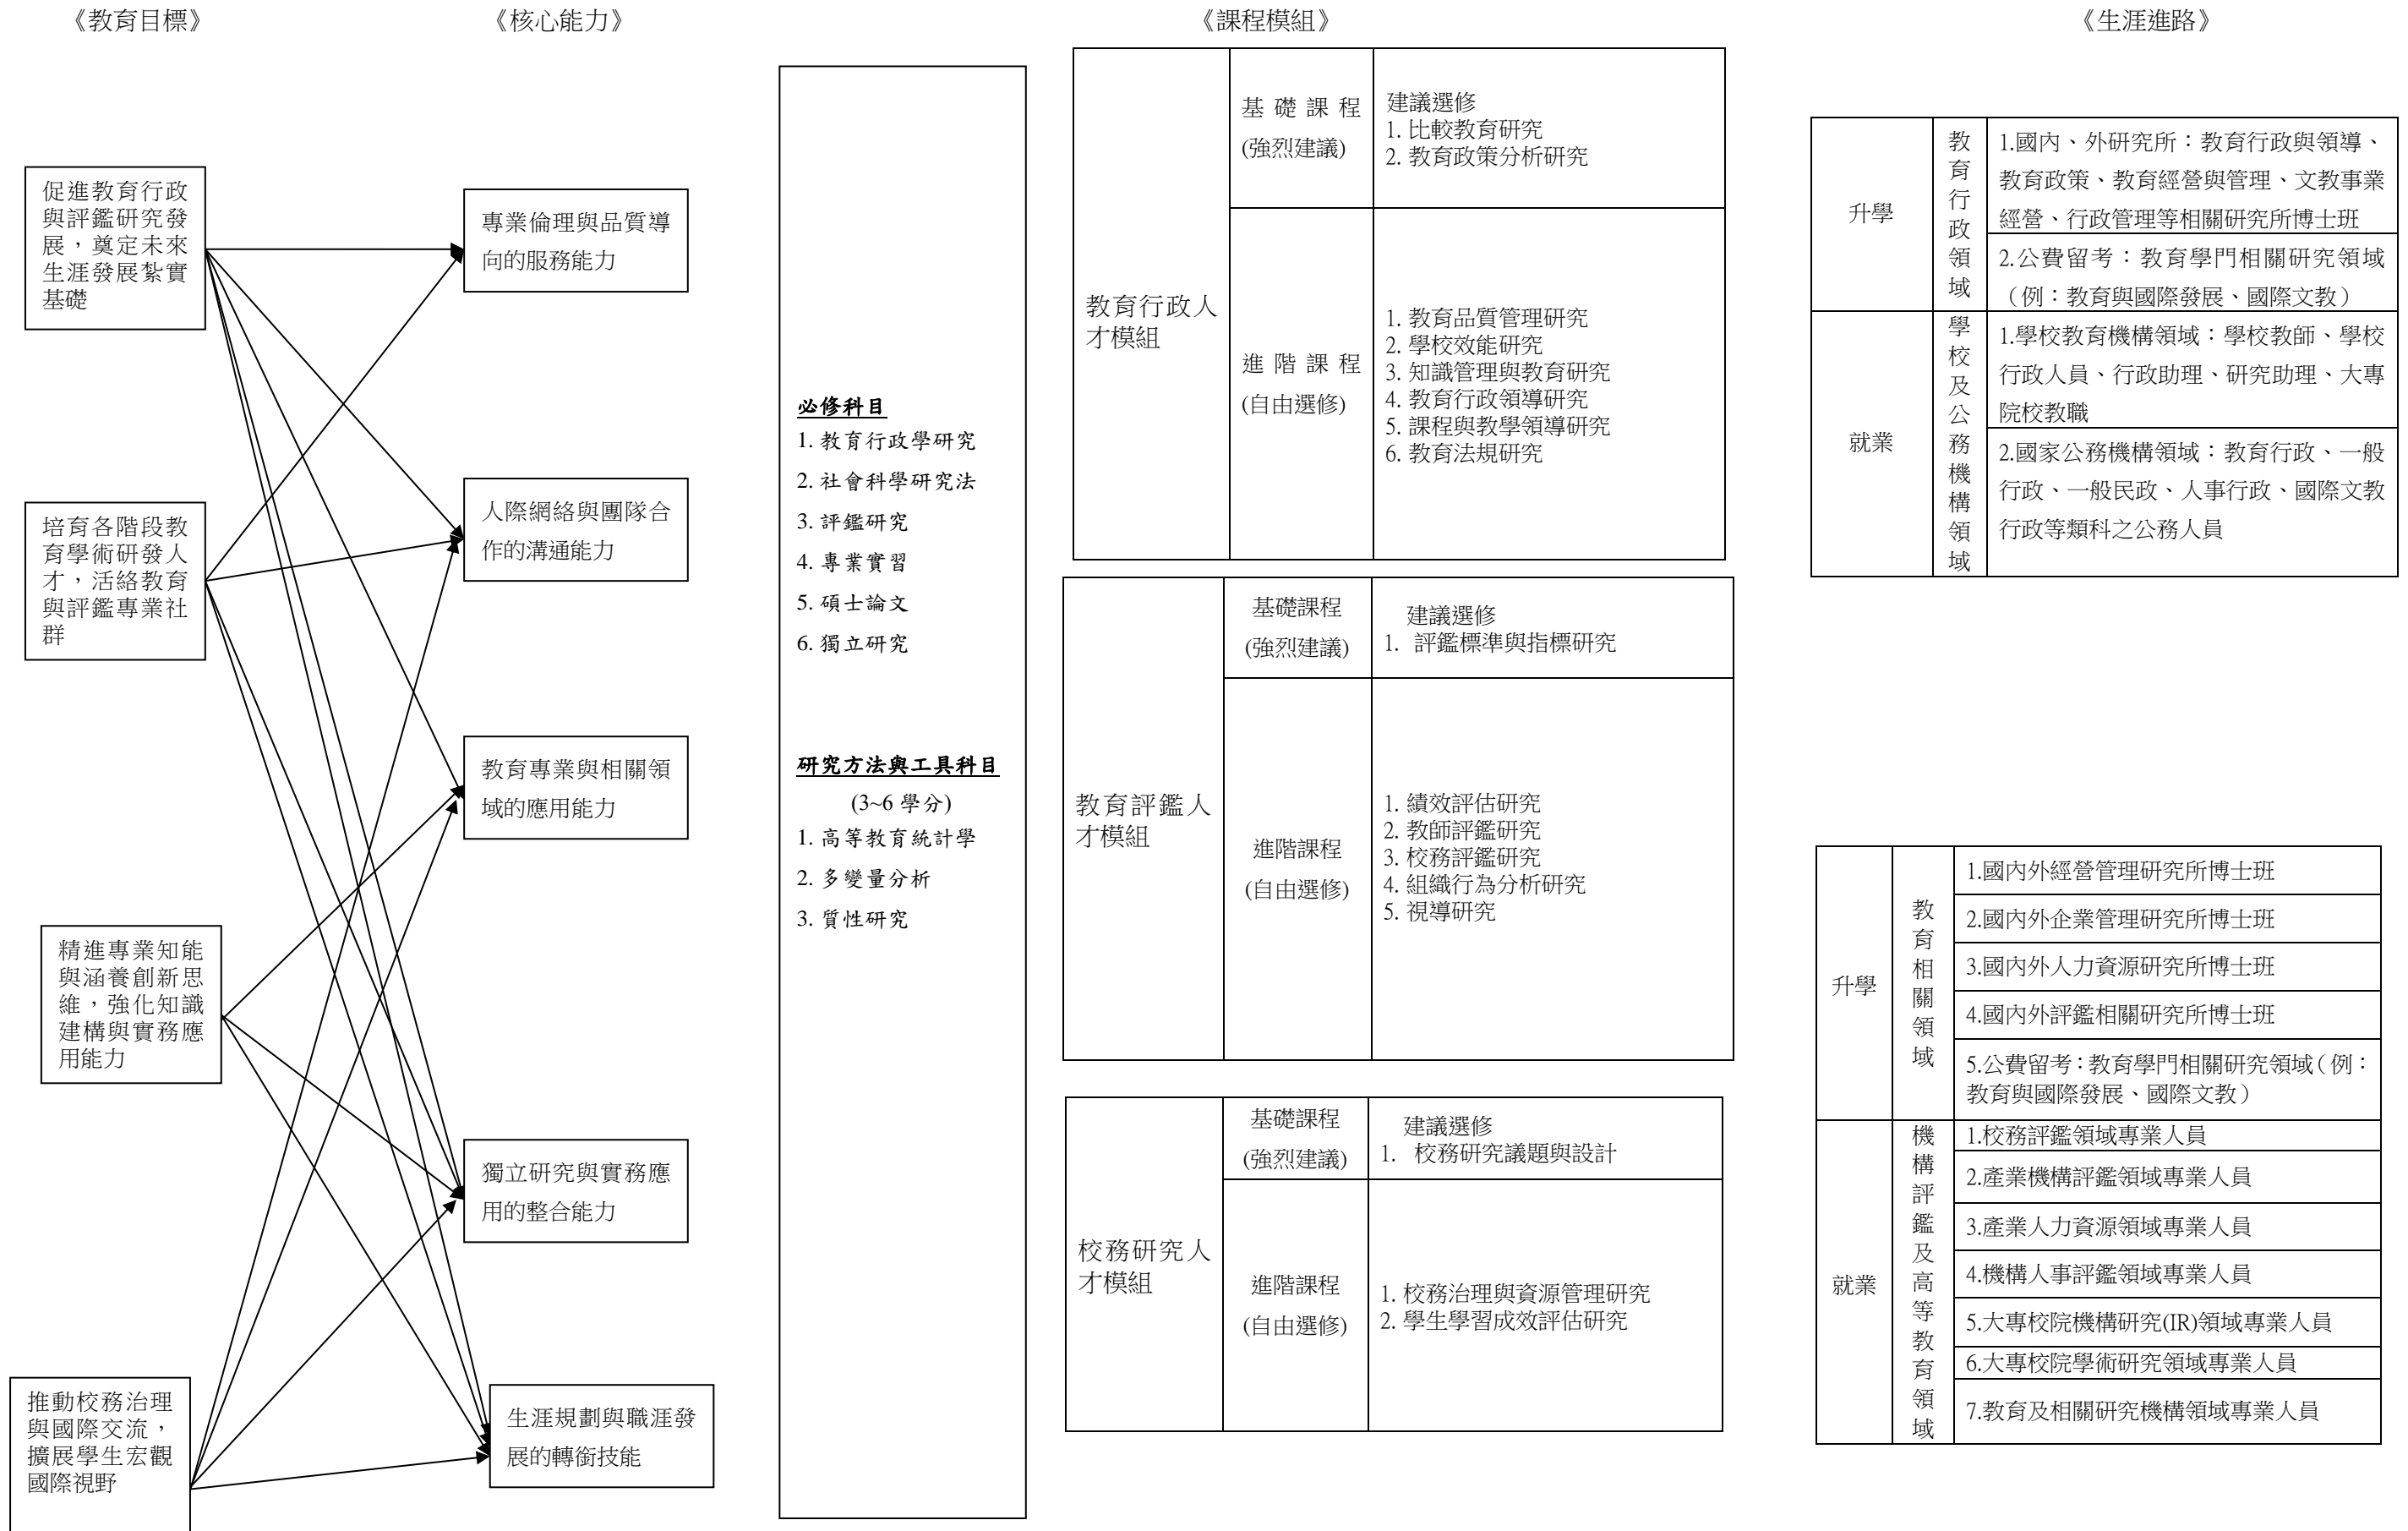 《教育目標》
《核心能力》
《課程模組》
《生涯進路》
促進教育行政
與評鑑研究發
展，奠定未來
生涯發展紮實
基礎
培育各階段教
育學術研發人
才，活絡教育
與評鑑專業社
群
精進專業知能
與涵養創新思
維，強化知識
建構與實務應
用能力
推動校務治理
與國際交流，
擴展學生宏觀
國際視野
專業倫理與品質導
向的服務能力
人際網絡與團隊合
作的溝通能力
教育專業與相關領
域的應用能力
獨立研究與實務應
用的整合能力
生涯規劃與職涯發
展的轉銜技能
必修科目
1. 教育行政學研究
2. 社會科學研究法
3. 評鑑研究
4. 專業實習
5. 碩士論文
6. 獨立研究
研究方法與工具科目
(3~6 學分)
1. 高等教育統計學
2. 多變量分析
3. 質性研究
教育行政人
才模組
基礎課程
(強烈建議)
建議選修
1. 比較教育研究
2. 教育政策分析研究
進階課程
(自由選修)
1. 教育品質管理研究
2. 學校效能研究
3. 知識管理與教育研究
4. 教育行政領導研究
5. 課程與教學領導研究
6. 教育法規研究
教育評鑑人
才模組
基礎課程
(強烈建議)
建議選修
1. 評鑑標準與指標研究
進階課程
(自由選修)
1. 績效評估研究
2. 教師評鑑研究
3. 校務評鑑研究
4. 組織行為分析研究
5. 視導研究
校務研究人
才模組
基礎課程
(強烈建議)
建議選修
1. 校務研究議題與設計
進階課程
(自由選修)
1. 校務治理與資源管理研究
2. 學生學習成效評估研究
升學
教育行政領域
1.國內、外研究所：教育行政與領導、
教育政策、教育經營與管理、文教事業
經營、行政管理等相關研究所博士班
2.公費留考：教育學門相關研究領域
（例：教育與國際發展、國際文教）
就業
學校及公務機構領域
1.學校教育機構領域：學校教師、學校
行政人員、行政助理、研究助理、大專
院校教職
2.國家公務機構領域：教育行政、一般
行政、一般民政、人事行政、國際文教
行政等類科之公務人員
升學
教育相關領域
1.國內外經營管理研究所博士班
2.國內外企業管理研究所博士班
3.國內外人力資源研究所博士班
4.國內外評鑑相關研究所博士班
5.公費留考：教育學門相關研究領域（例：
教育與國際發展、國際文教）
就業
機構評鑑及高等教育領域
1.校務評鑑領域專業人員
2.產業機構評鑑領域專業人員
3.產業人力資源領域專業人員
4.機構人事評鑑領域專業人員
5.大專校院機構研究(IR)領域專業人員
6.大專校院學術研究領域專業人員
7.教育及相關研究機構領域專業人員